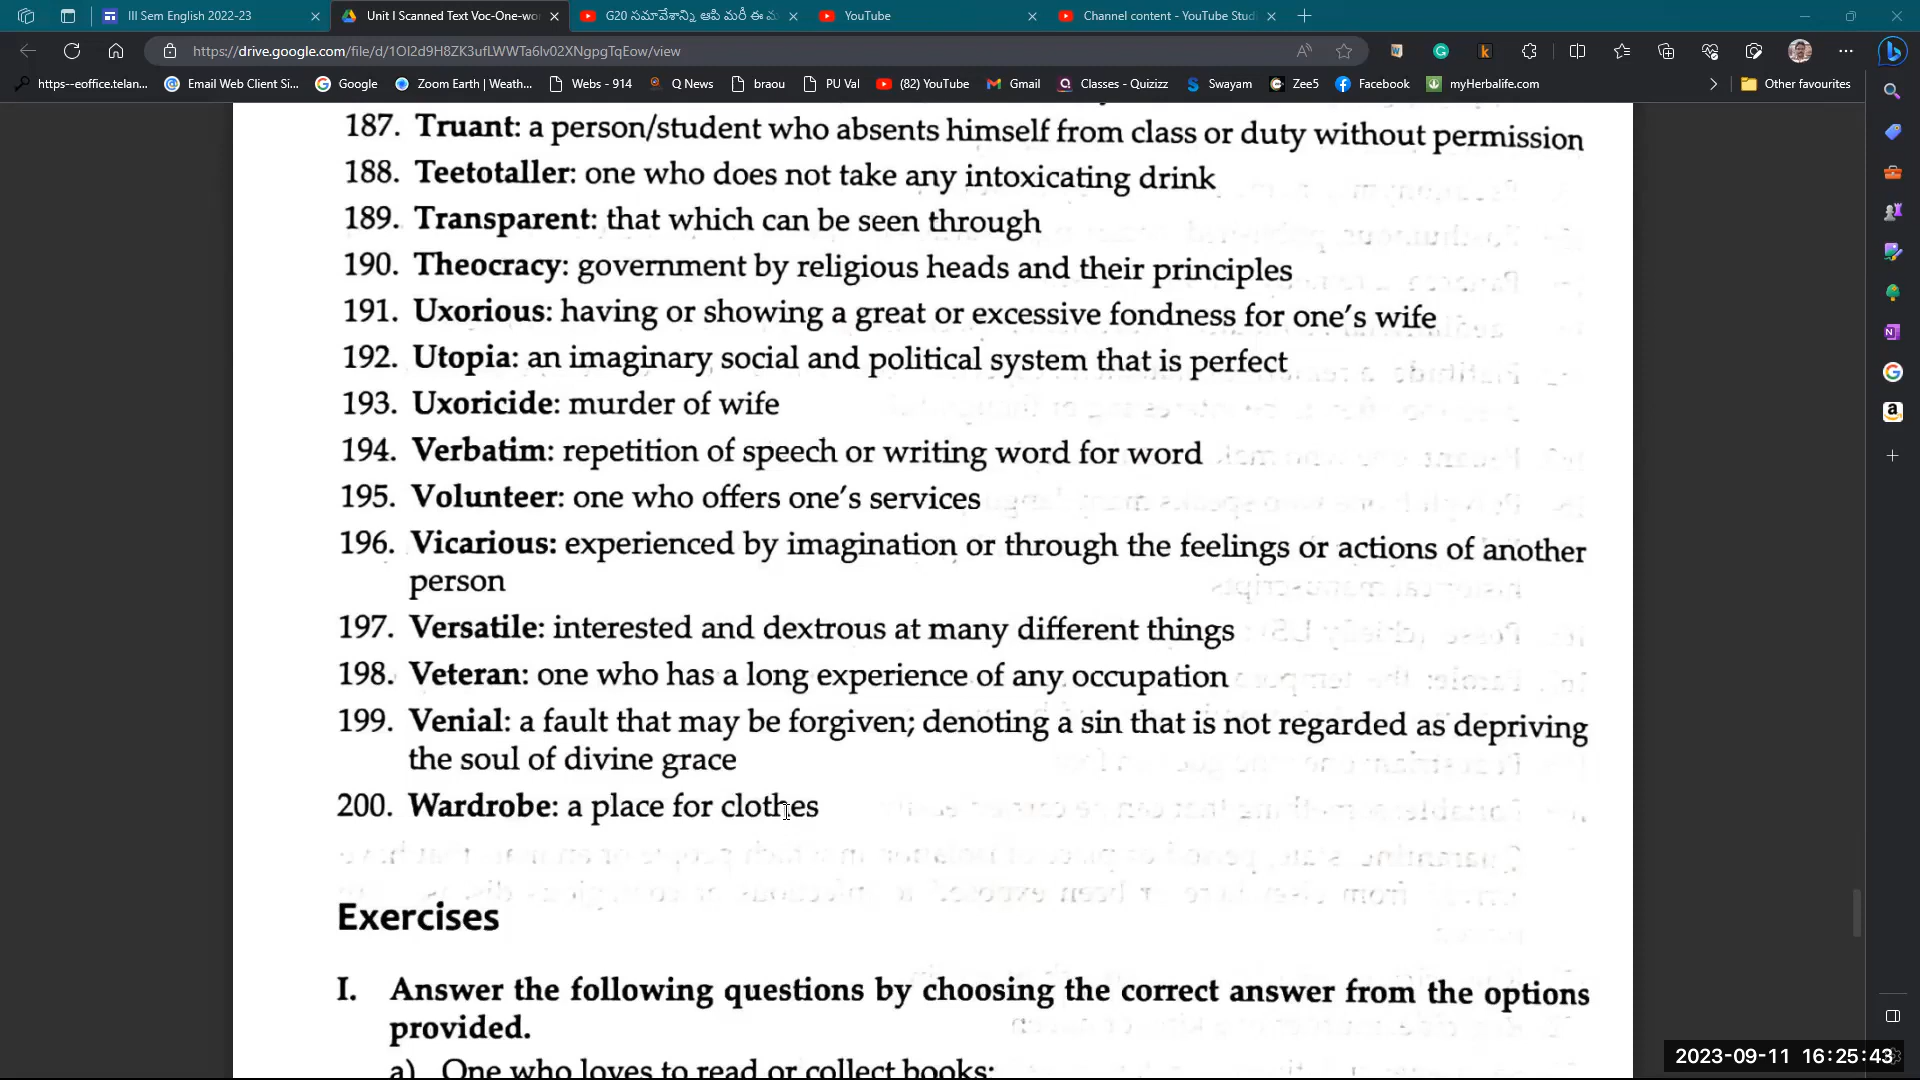 III Sem English 2022-23
Unit I Scanned Text Voc-One-wo
G20 సమావేశాన్ని ఆపి మరీ ఈ మ
YouTube
Channel content - YouTube Stud
https://drive.google.com/file/d/1OI2d9H8ZK3ufLWWTa6lv02XNgpgTqEow/view
https--eoffice.telan...
Email Web Client Si...
Google
Zoom Earth | Weath...
Webs - 914
Q News
braou
PU Val
(82) YouTube
Gmail
Classes - Quizizz
Swayam
Zee5
Facebook
myHerbalife.com
Other favourites
187. Truant: a person/student who absents himself from class or duty without permission
188. Teetotaller: one who does not take any intoxicating drink
189. Transparent: that which can be seen through
190. Theocracy: government by religious heads and their principles
191. Uxorious: having or showing a great or excessive fondness for one's wife
192. Utopia: an imaginary social and political system that is perfect
193. Uxoricide: murder of wife
194. Verbatim: repetition of speech or writing word for word
195. Volunteer: one who offers one's services
196. Vicarious: experienced by imagination or through the feelings or actions of another
person
197. Versatile: interested and dextrous at many different things
198. Veteran: one who has a long experience of any occupation
199. Venial: a fault that may be forgiven; denoting a sin that is not regarded as depriving
the soul of divine grace
200. Wardrobe: a place for clothes
Exercises
I. Answer the following questions by choosing the correct answer from the options
provided.
a) One who loves to read or collect books:
2023-09-11 16:25:43